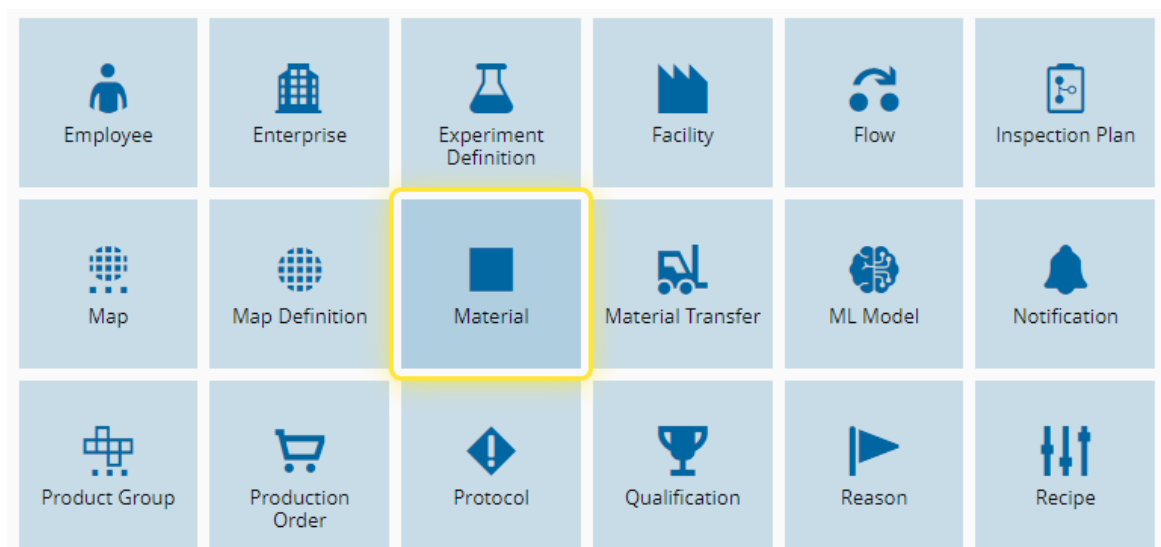 Employee
Enterprise
Experiment
Definition
Facility
Flow
Inspection Plan
Map
Map Definition
Material
Material Transfer
ML Model
Notification
Product Group
Production
Order
Protocol
Qualification
Reason
Recipe